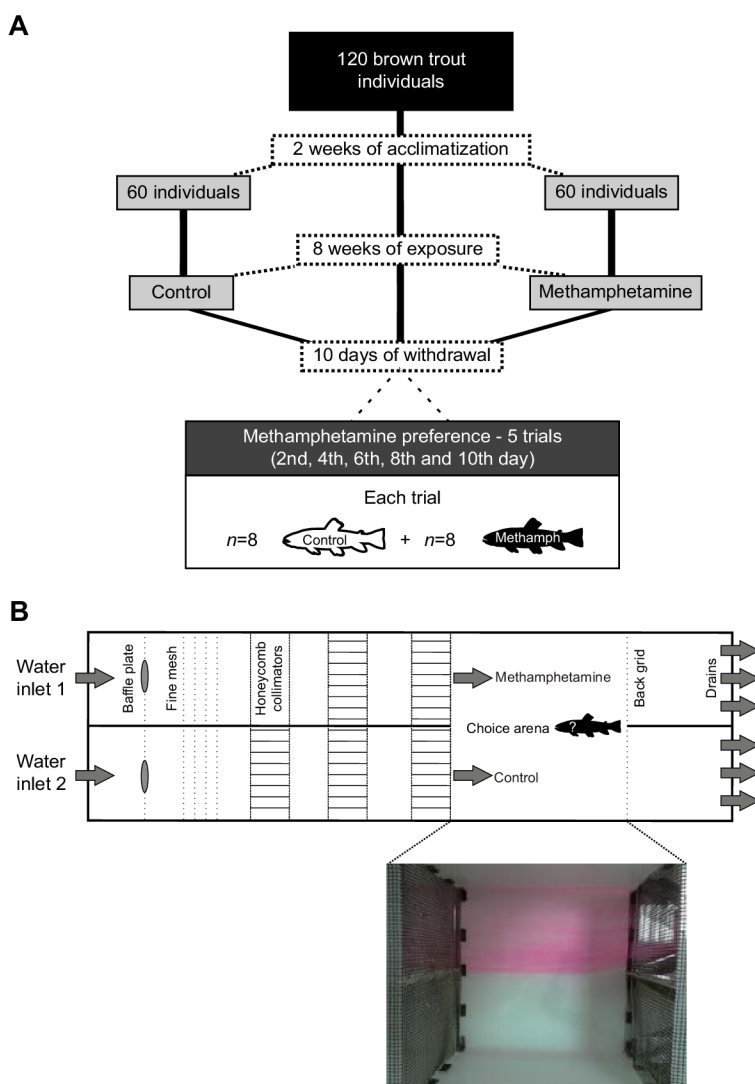 A
120 brown trout
individuals
2 weeks of acclimatization
60 individuals
60 individuals
8 weeks of exposure
Control
Methamphetamine
10 days of withdrawal
Methamphetamine preference - 5 trials
(2nd, 4th, 6th, 8th and 10th day)
Each trial
n=8 Control + n=8 Methamph
B
Water
inlet 1
Baffle plate
Fine mesh
Honeycomb
collimators
Methamphetamine
Back grid
Drains
Choice arena ?
Water
inlet 2
Control